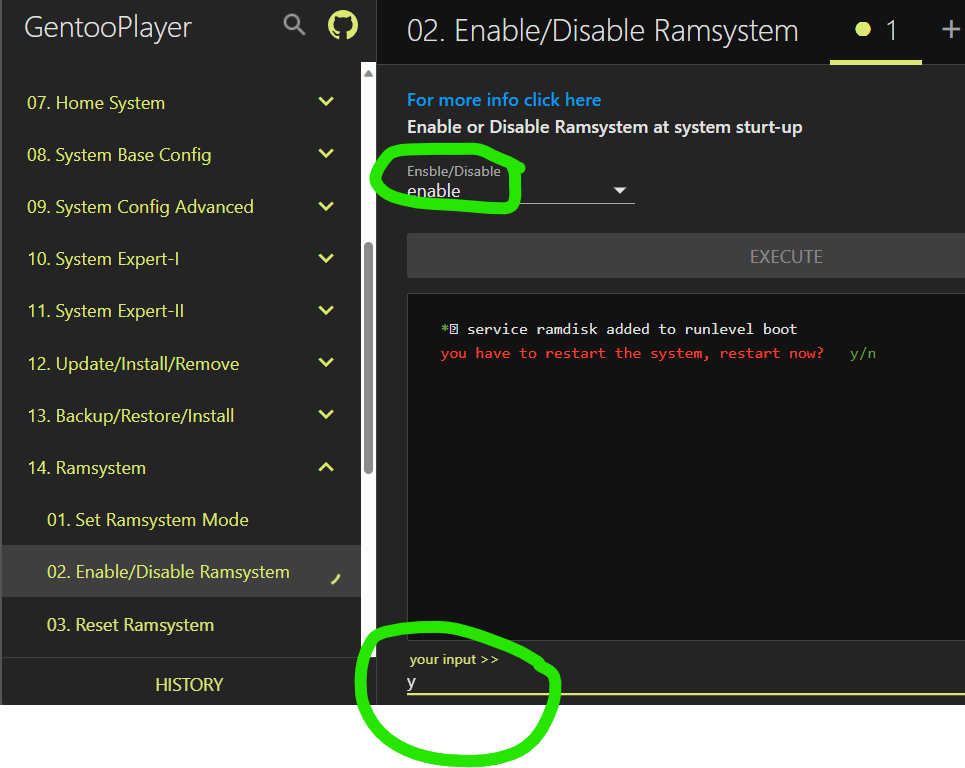 GentooPlayer
07. Home System
08. System Base Config
09. System Config Advanced
10. System Expert-I
11. System Expert-II
12. Update/Install/Remove
13. Backup/Restore/Install
14. Ramsystem
01. Set Ramsystem Mode
02. Enable/Disable Ramsystem
03. Reset Ramsystem
HISTORY
02. Enable/Disable Ramsystem
1
For more info click here
Enable or Disable Ramsystem at system sturt-up
Ensble/Disable
enable
EXECUTE
* service ramdisk added to runlevel boot
you have to restart the system, restart now? y/n
your input >>
y